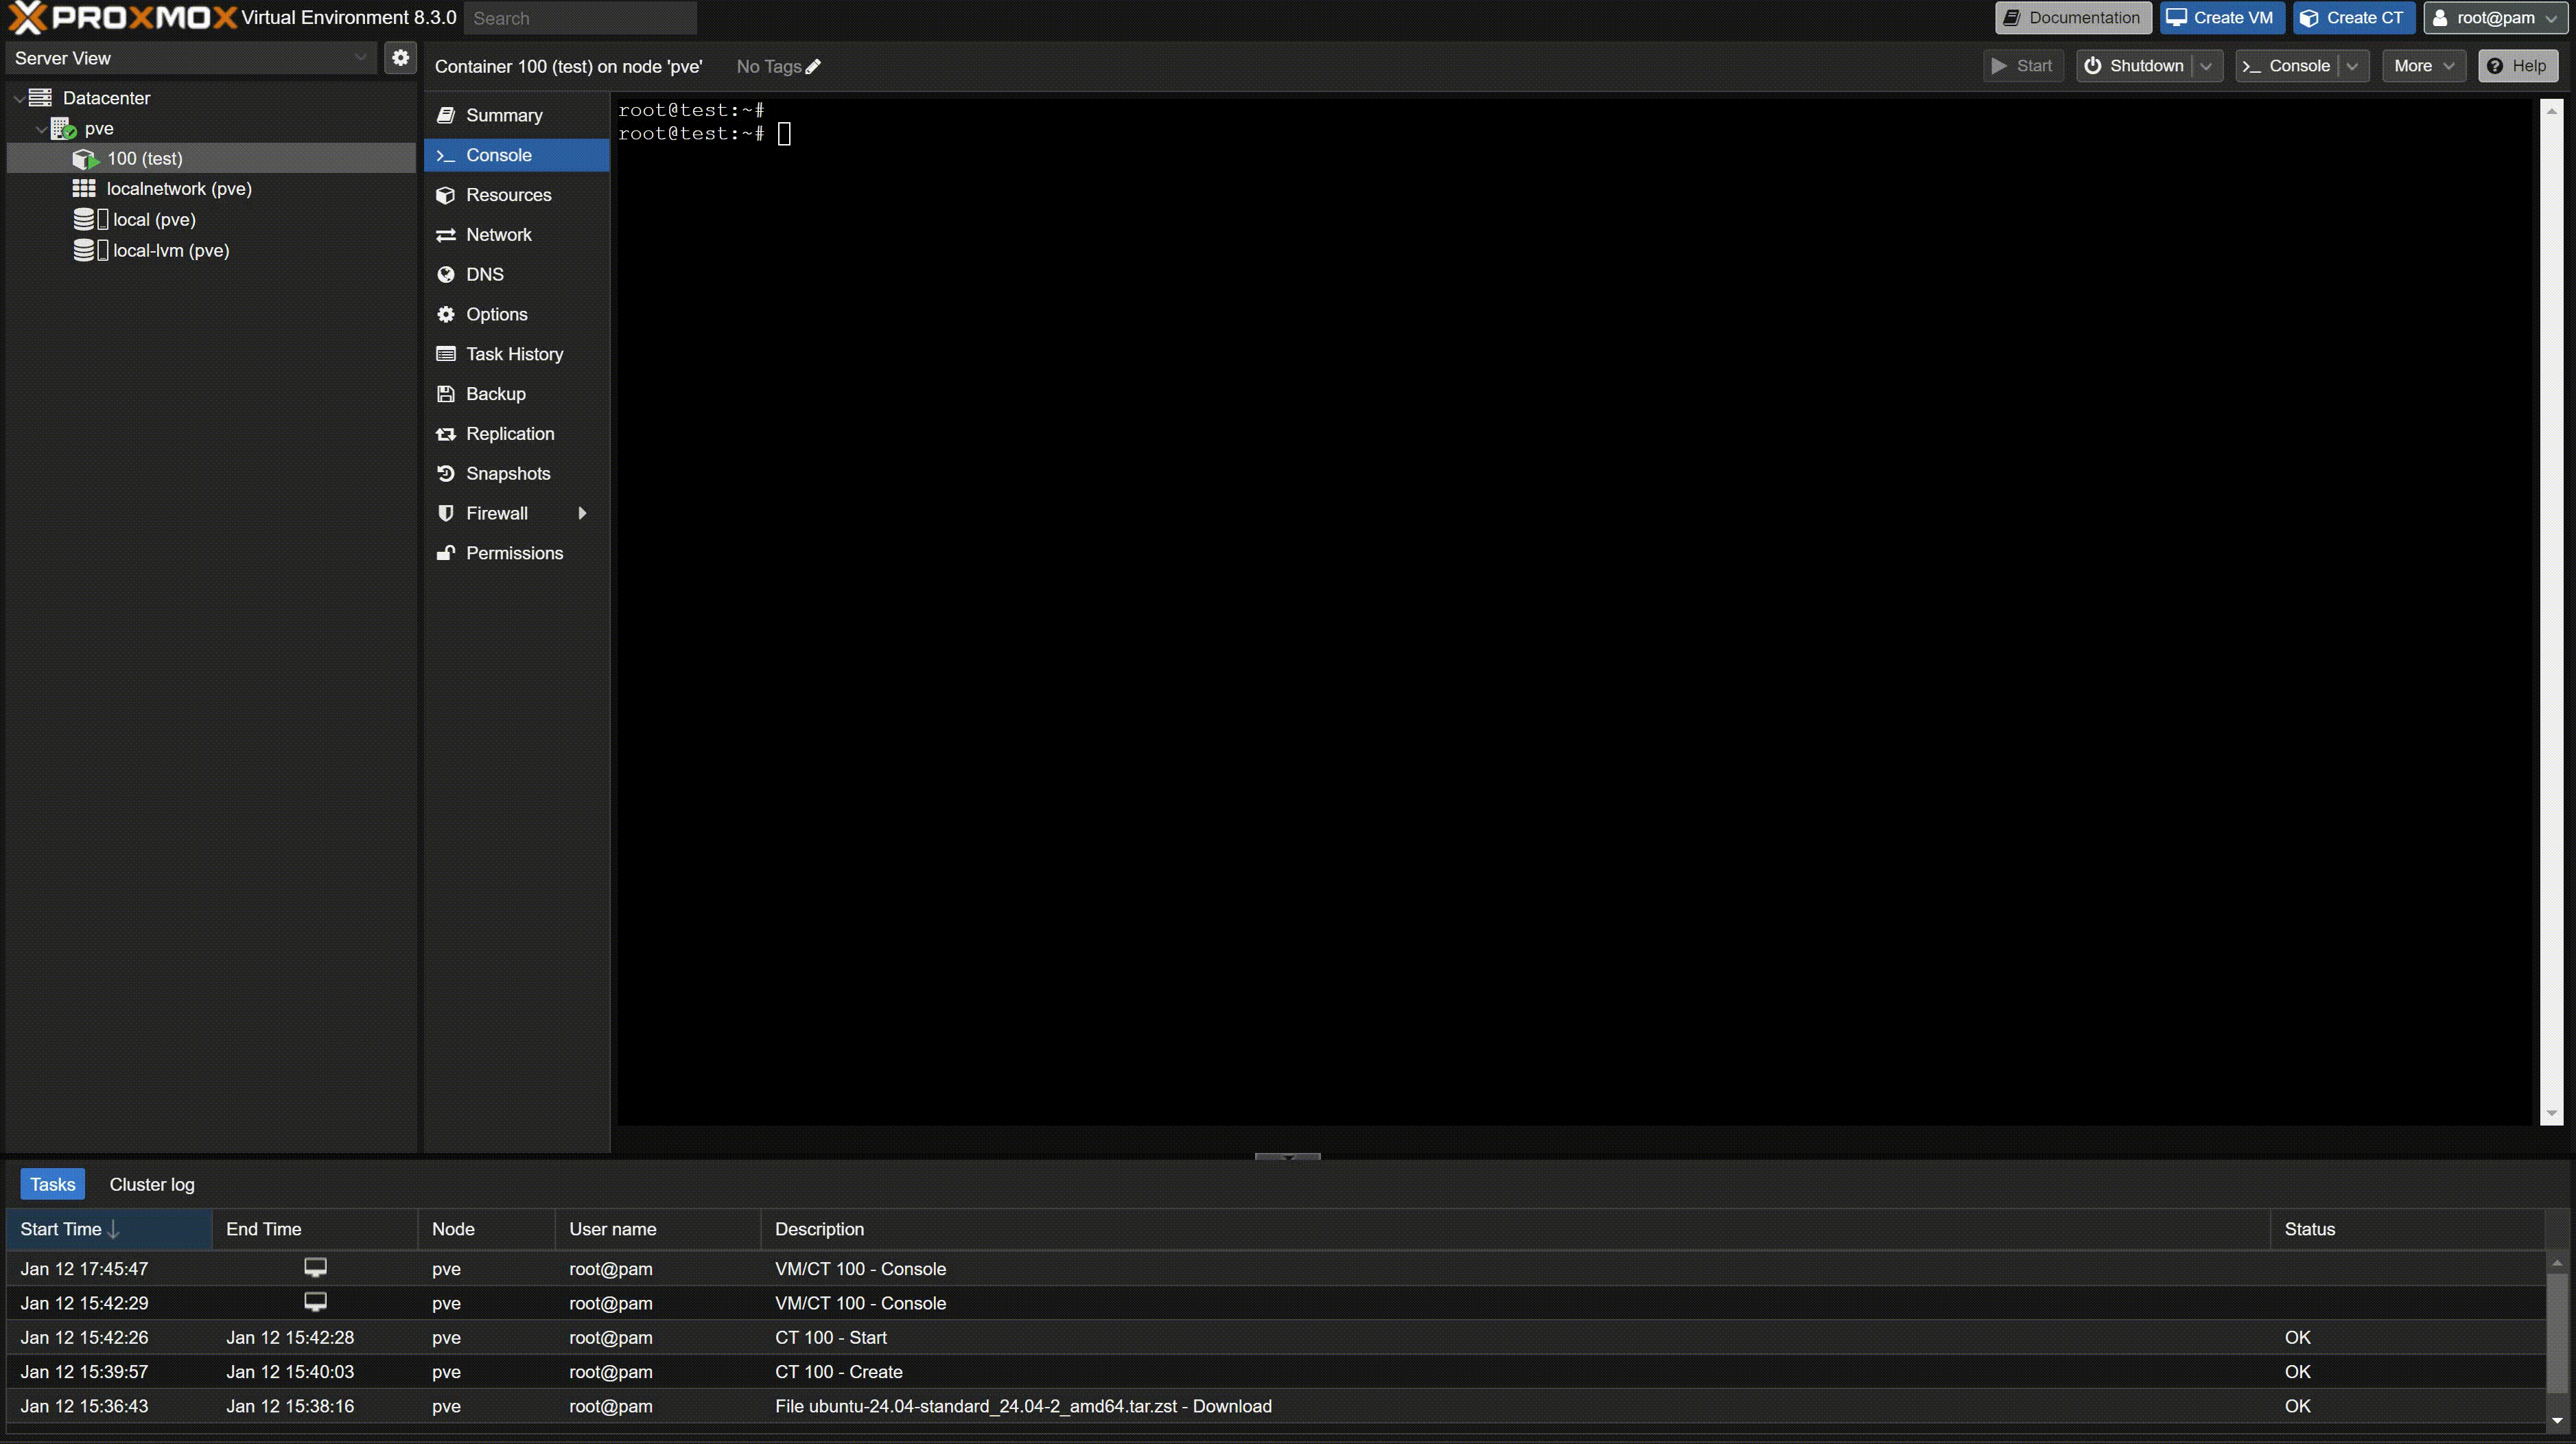 PROXMOX Virtual Environment 8.3.0 Search Documentation Create VM Create CT root@pam
Server View
Container 100 (test) on node 'pve' No Tags Start Shutdown >_ Console More Help
Datacenter
pve
100 (test)
localnetwork (pve)
local (pve)
local-lvm (pve)
Summary
>_ Console
Resources
Network
DNS
Options
Task History
Backup
Replication
Snapshots
Firewall
Permissions
root@test:~#
root@test:~#
Tasks Cluster log
Start Time End Time Node User name Description Status
Jan 12 17:45:47 pve root@pam VM/CT 100 - Console
Jan 12 15:42:29 pve root@pam VM/CT 100 - Console
Jan 12 15:42:26 Jan 12 15:42:28 pve root@pam CT 100 - Start OK
Jan 12 15:39:57 Jan 12 15:40:03 pve root@pam CT 100 - Create OK
Jan 12 15:36:43 Jan 12 15:38:16 pve root@pam File ubuntu-24.04-standard_24.04-2_amd64.tar.zst - Download OK